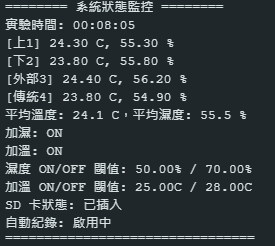 ======== 系統狀態監控 ========
實驗時間: 00:08:05
[上1] 24.30 C, 55.30 %
[下2] 23.80 C, 55.80 %
[外部3] 24.40 C, 56.20 %
[傳統4] 23.80 C, 54.90 %
平均溫度: 24.1 C，平均濕度: 55.5 %
加濕: ON
加溫: ON
濕度 ON/OFF 閾值: 50.00% / 70.00%
加溫 ON/OFF 閾值: 25.00C / 28.00C
SD 卡狀態: 已插入
自動紀錄: 啟用中
================================